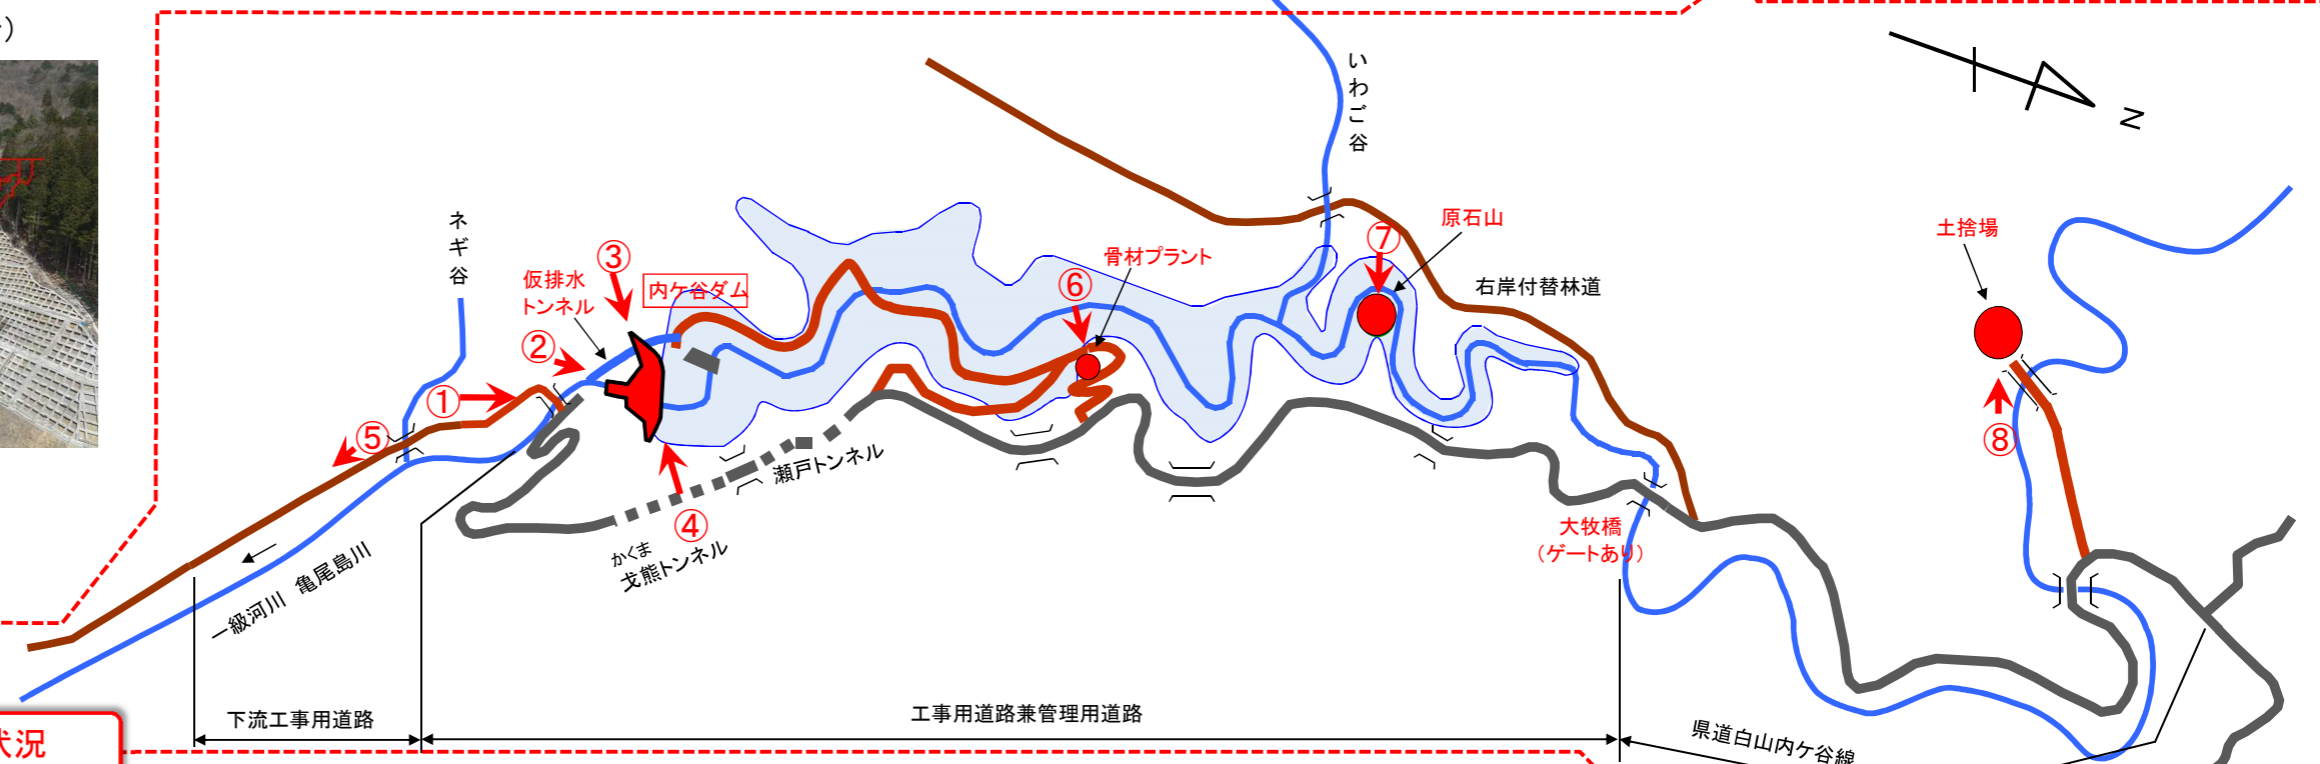 いわご谷
N
ネギ谷
③
⑦
原石山
土捨場
骨材プラント
仮排水
トンネル
内ケ谷ダム
⑥
右岸付替林道
②
①
⑤
⑧
瀬戸トンネル
④
大牧橋
(ゲートあり)
かくま
戈熊トンネル
一級河川 亀尾島川
下流工事用道路
工事用道路兼管理用道路
県道白山内ケ谷線
状況